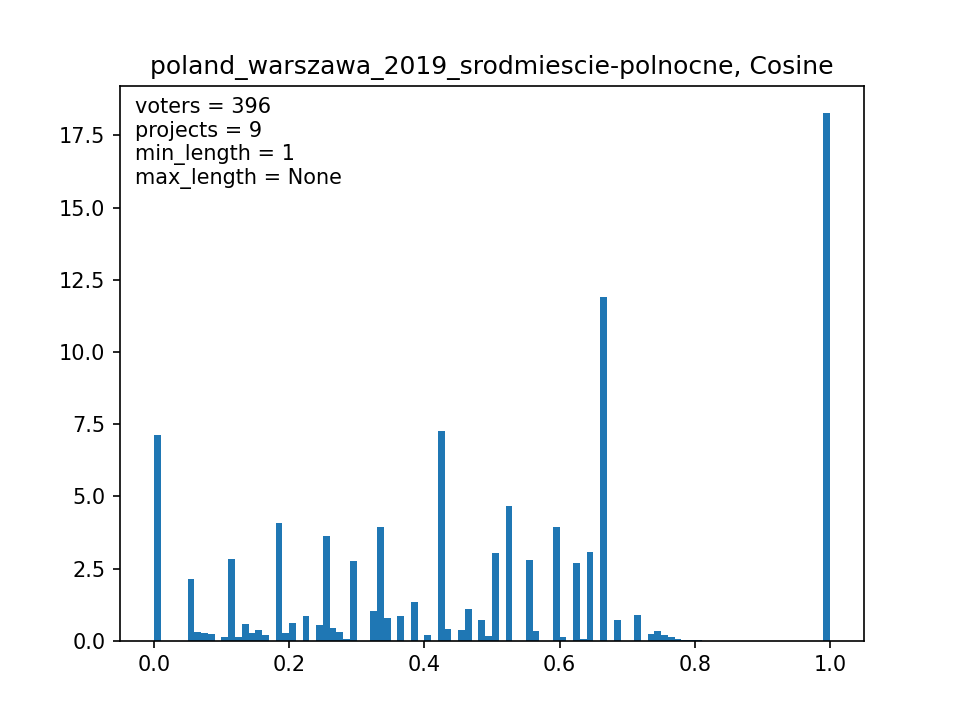 poland_warszawa_2019_srodmiescie-polnocne, Cosine
voters = 396
projects = 9
min_length = 1
max_length = None
17.5
15.0
12.5
10.0
7.5
5.0
2.5
0.0
0.0 0.2 0.4 0.6 0.8 1.0